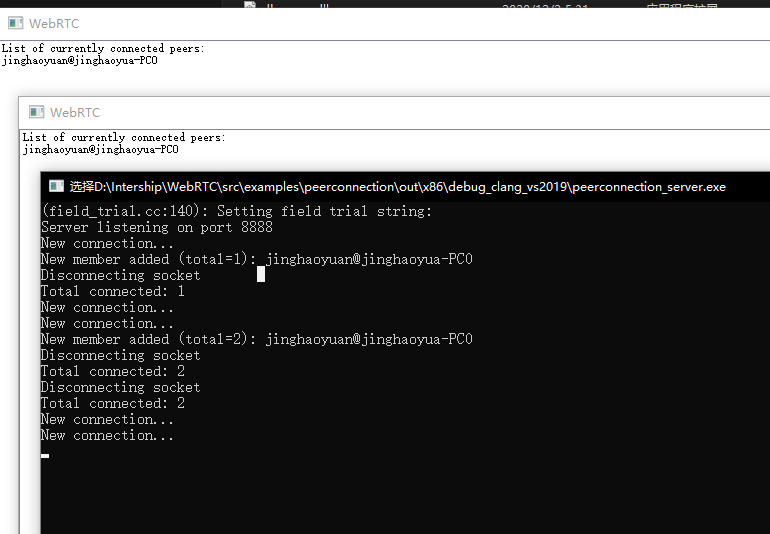 WebRTC
List of currently connected peers:
jinghaoyuan@jinghaoyua-PC0
WebRTC
List of currently connected peers:
jinghaoyuan@jinghaoyua-PC0
选择D:\Intership\WebRTC\src\examples\peerconnection\out\x86\debug_clang_vs2019\peerconnection_server.exe
(field_trial.cc:140): Setting field trial string:
Server listening on port 8888
New connection...
New member added (total=1): jinghaoyuan@jinghaoyua-PC0
Disconnecting socket
Total connected: 1
New connection...
New connection...
New member added (total=2): jinghaoyuan@jinghaoyua-PC0
Disconnecting socket
Total connected: 2
Disconnecting socket
Total connected: 2
New connection...
New connection...